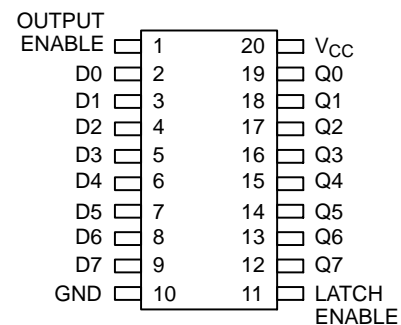 OUTPUT
ENABLE 1 20 VCC
D0 2 19 Q0
D1 3 18 Q1
D2 4 17 Q2
D3 5 16 Q3
D4 6 15 Q4
D5 7 14 Q5
D6 8 13 Q6
D7 9 12 Q7
GND 10 11 LATCH
ENABLE